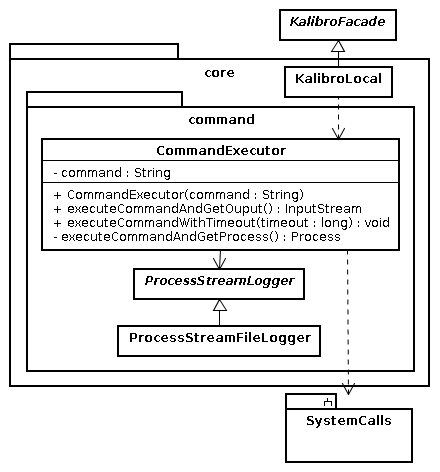 KalibroFacade
core
KalibroLocal
command
CommandExecutor
- command : String
+ CommandExecutor(command : String)
+ executeCommandAndGetOuput() : InputStream
+ executeCommandWithTimeout(timeout : long) : void
- executeCommandAndGetProcess() : Process
ProcessStreamLogger
ProcessStreamFileLogger
SystemCalls